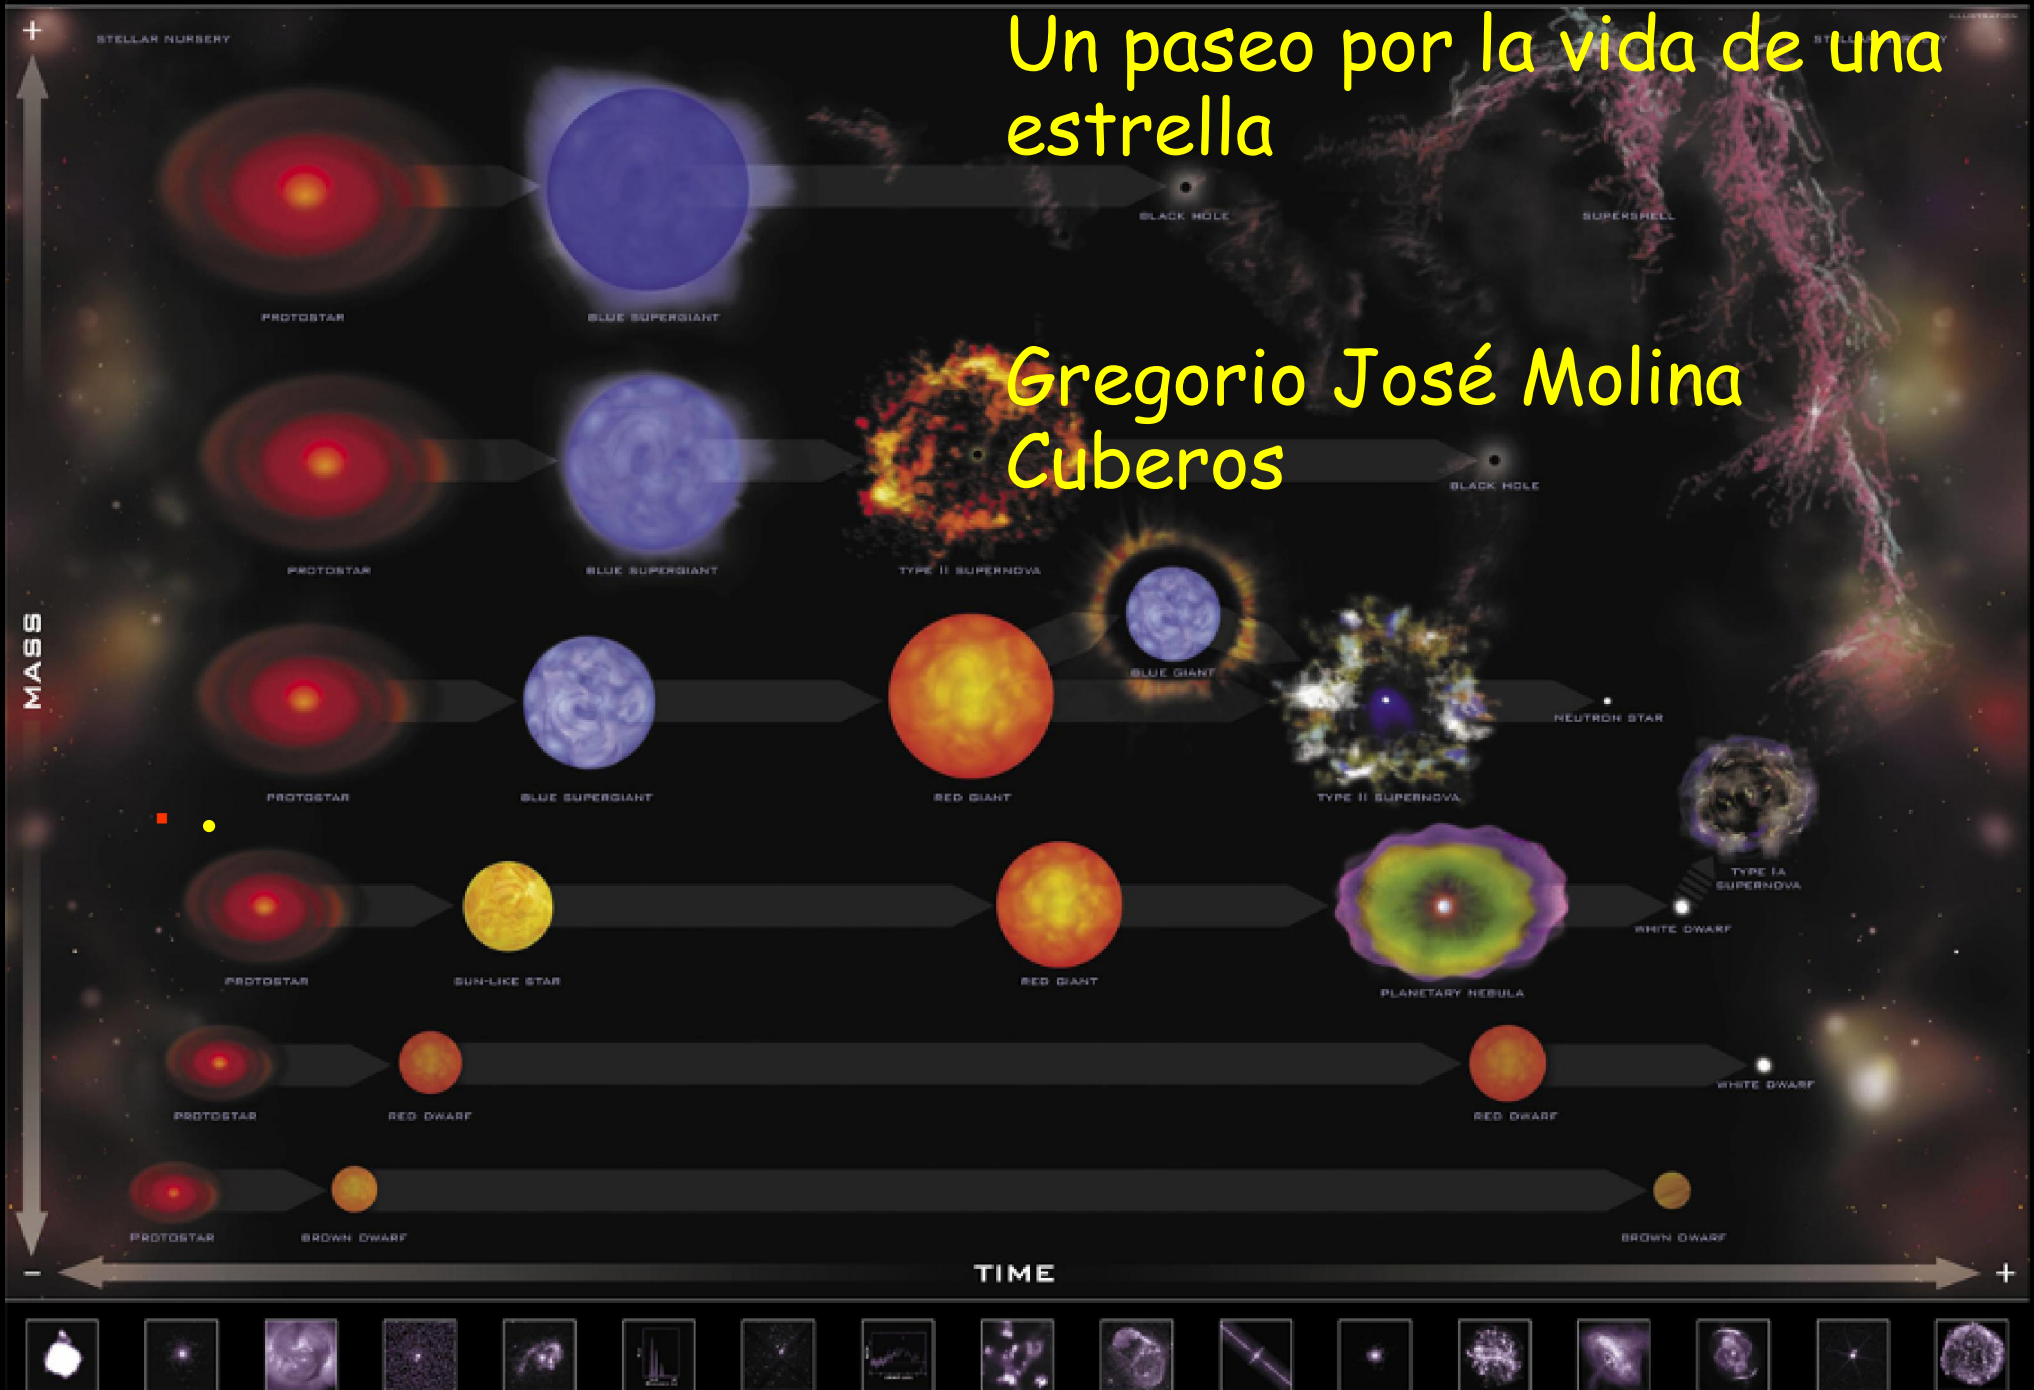 Un paseo por la vida de una
estrella
Gregorio José Molina
Cuberos
+
STELLAR NURSERY
ILLUSTRATION
PROTOSTAR
BLUE SUPERGIANT
BLACK HOLE
SUPERSHELL
PROTOSTAR
BLUE SUPERGIANT
TYPE II SUPERNOVA
BLACK HOLE
MASS
PROTOSTAR
BLUE SUPERGIANT
RED GIANT
BLUE GIANT
TYPE II SUPERNOVA
NEUTRON STAR
PROTOSTAR
SUN-LIKE STAR
RED GIANT
PLANETARY NEBULA
WHITE DWARF
TYPE IA
SUPERNOVA
PROTOSTAR
RED DWARF
RED DWARF
WHITE DWARF
PROTOSTAR
BROWN DWARF
BROWN DWARF
–
TIME
+